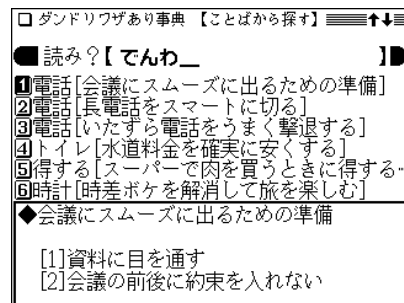 ダンドリワザあり事典 【ことばから探す】
読み?【でんわ_ 】
1電話[会議にスムーズに出るための準備]
2電話[長電話をスマートに切る]
3電話[いたずら電話をうまく撃退する]
4トイレ[水道料金を確実に安くする]
5得する[スーパーで肉を買うときに得する…
6時計[時差ボケを解消して旅を楽しむ]
◆会議にスムーズに出るための準備
[1]資料に目を通す
[2]会議の前後に約束を入れない